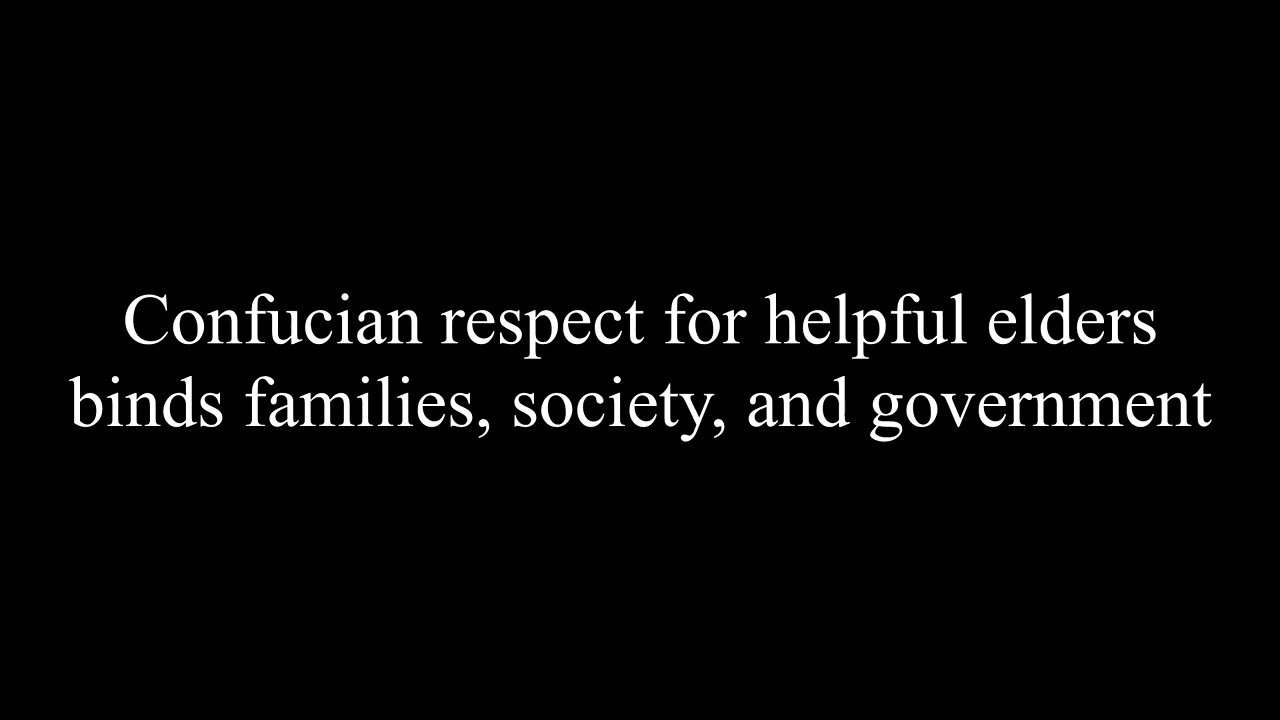 Confucian respect for helpful elders
binds families, society, and government